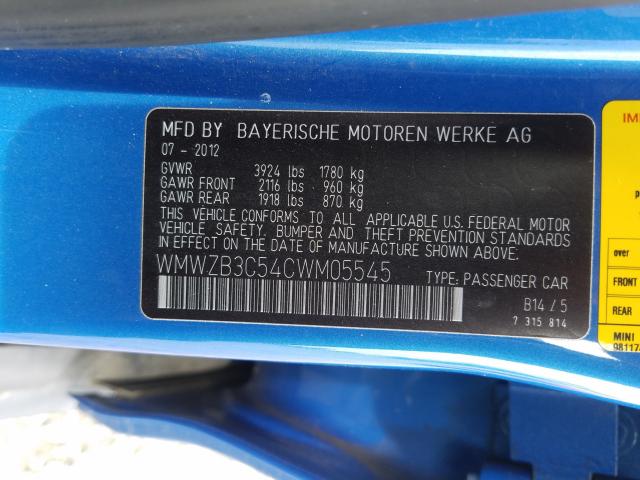 MFD BY BAYERISCHE MOTOREN WERKE AG
07 - 2012
GVWR 3924 lbs 1780 kg
GAWR FRONT 2116 lbs 960 kg
GAWR REAR 1918 lbs 870 kg
THIS VEHICLE CONFORMS TO ALL APPLICABLE U.S. FEDERAL MOTOR
VEHICLE SAFETY, BUMPER AND THEFT PREVENTION STANDARDS
IN EFFECT ON THE DATE OF MANUFACTURE SHOWN ABOVE.
WMWZB3C54CWM05545 TYPE: PASSENGER CAR
B14 / 5
7 315 814
IM
over
FRONT
REAR
MINI